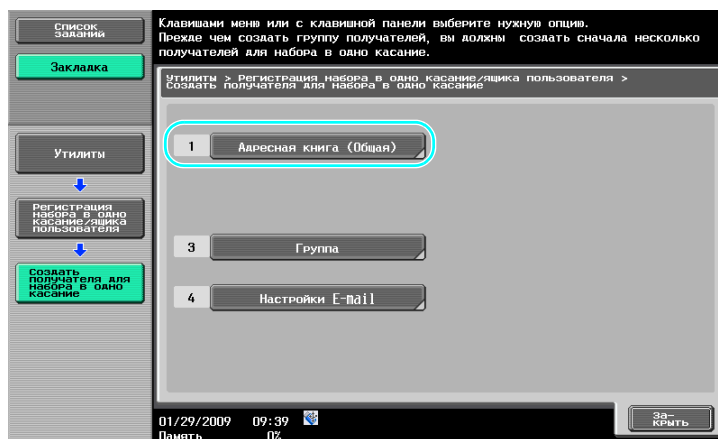 Список
заданий
Закладка
Утилиты
Регистрация
набора в одно
касание/ящика
пользователя
Создать
получателя для
набора в одно
касание
Клавишами меню или с клавишной панели выберите нужную опцию.
Прежде чем создать группу получателей, вы должны создать сначала несколько
получателей для набора в одно касание.
Утилиты > Регистрация набора в одно касание/ящика пользователя >
Создать получателя для набора в одно касание
1 Адресная книга (Общая)
3 Группа
4 Настройки E-mail
01/29/2009 09:39
Память 0%
За-
крыть